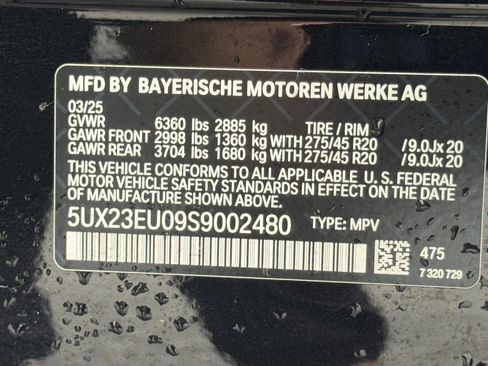 MFD BY BAYERISCHE MOTOREN WERKE AG
03/25
GVWR 6360 lbs 2885 kg TIRE / RIM
GAWR FRONT 2998 lbs 1360 kg WITH 275/45 R20 /9.0Jx 20
GAWR REAR 3704 lbs 1680 kg WITH 275/45 R20 /9.0Jx 20
THIS VEHICLE CONFORMS TO ALL APPLICABLE U. S. FEDERAL
MOTOR VEHICLE SAFETY STANDARDS IN EFFECT ON THE
DATE OF MANUFACTURE SHOWN ABOVE.
5UX23EU09S9002480 TYPE: MPV
475
7 320 729